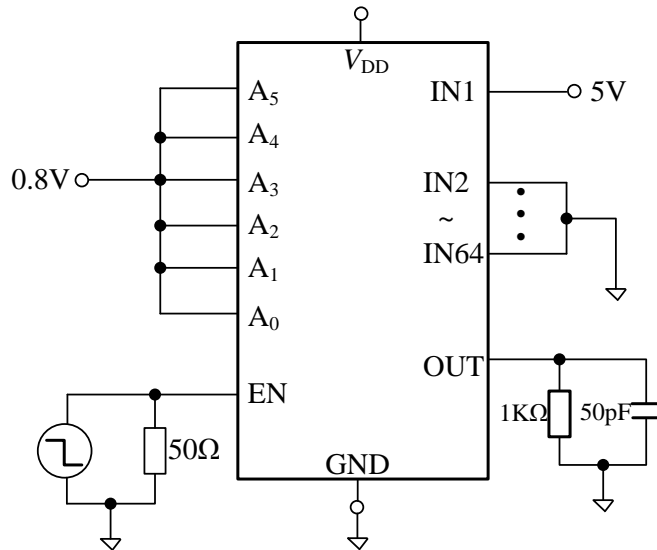 V_DD
A₅
IN1
5V
A₄
0.8V
A₃
IN2
A₂
~
A₁
IN64
A₀
OUT
EN
1KΩ
50pF
50Ω
GND